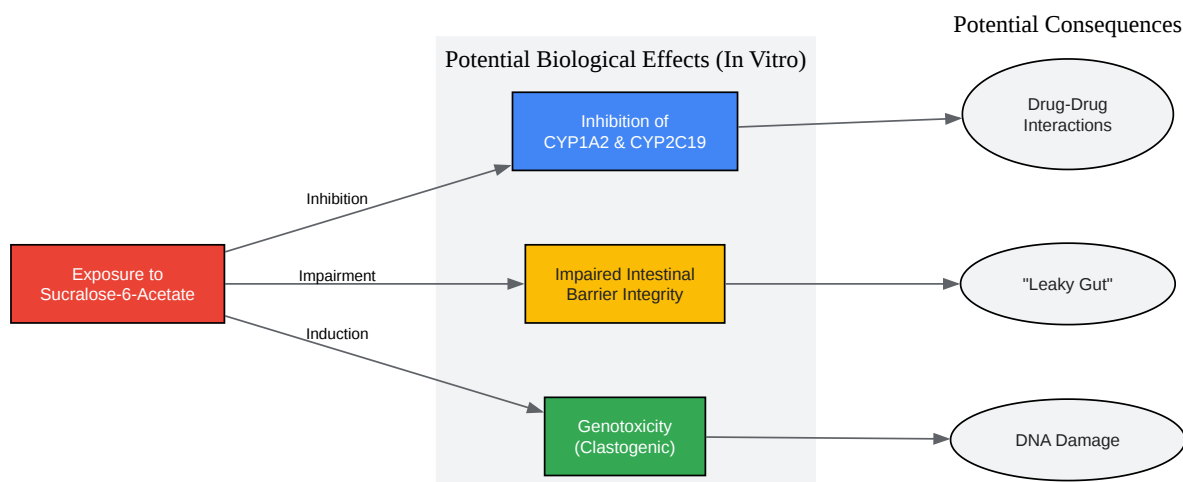 Potential Consequences
Potential Biological Effects (In Vitro)
Inhibition of
CYP1A2 & CYP2C19
Drug-Drug
Interactions
Inhibition
Exposure to
Sucralose-6-Acetate
Impairment
Impaired Intestinal
Barrier Integrity
"Leaky Gut"
Induction
Genotoxicity
(Clastogenic)
DNA Damage